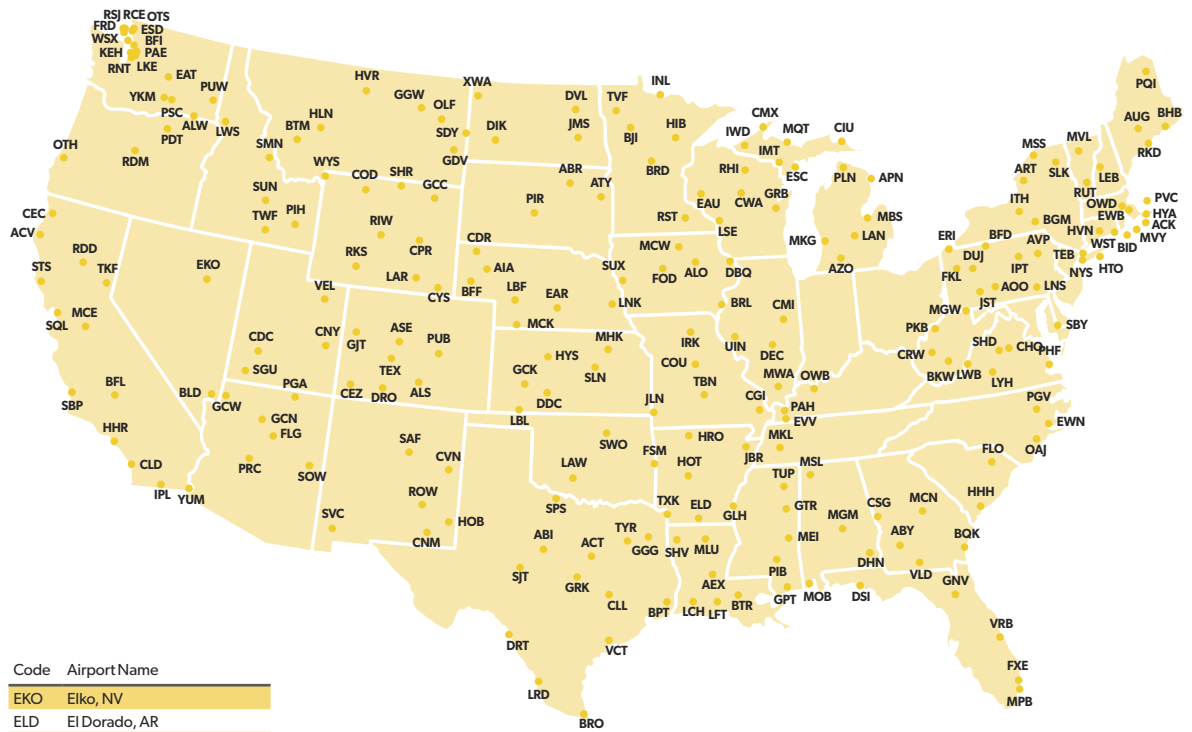 RSJ RCE OTS
FRD ESD
WSX BFI
KEH PAE
RNT LKE
EAT
YKM PUW
PSC
ALW LWS
PDT
OTH
RDM
HVR
GGW
OLF
HLN
BTM
SDY
GDV
SMN
WYS
COD SHR
GCC
SUN
TWF PIH
RIW
CPR
RKS
LAR
CYS
XWA
DVL
DIK JMS
ABR
ATY
PIR
TVF
INL
BJI HIB
BRD
CMX
IWD MQT CIU
IMT
RHI ESC
PLN APN
EAU CWA GRB
RST
LSE
MBS
MKG LAN
AZO
PQI
AUG BHB
RKD
MVL
MSS
ART SLK LEB
RUT
ITH OWD PVC
EWB HYA
BGM HVN ACK
WST BID MVY
ERI BFD AVP TEB
DUJ NYS HTO
FKL IPT
AOO LNS
JST
MGW
PKB SBY
SHD CHO PHF
CRW
BKW LWB LYH
CEC
ACV
RDD
STS TKF
EKO
VEL
SQL MCE
CDC
CNY
GJT ASE
PUB
SGU TEX
PGA
CEZ DRO ALS
BFL BLD
GCW
SBP
GCN
FLG
HHR
PRC SOW
CLD
IPL YUM
SAF
CVN
ROW
HOB
SVC CNM
CDR
AIA
BFF LBF
EAR
MCK
SUX
LNK
MCW
FOD ALO
DBQ
BRL
CMI
MHK
HYS
GCK SLN
DDC
LBL
IRK UIN
COU DEC
TBN MWA
OWB
JLN CGI PAH
EVV
SWO
LAW
FSM HRO
HOT JBR MKL
TUP MSL
SPS TXK ELD GLH GTR
ABI ACT TYR
GGG SHV MLU MEI
SJT GRK AEX PIB
CLL BPT LCH LFT BTR GPT MOB DSI
DRT VCT
LRD
BRO
PGV
EWN
OAJ
FLO
HHH
MCN
CSG
MGM ABY BQK
DHN VLD
GNV
VRB
FXE
MPB
Code Airport Name
EKO Elko, NV
ELD El Dorado, AR